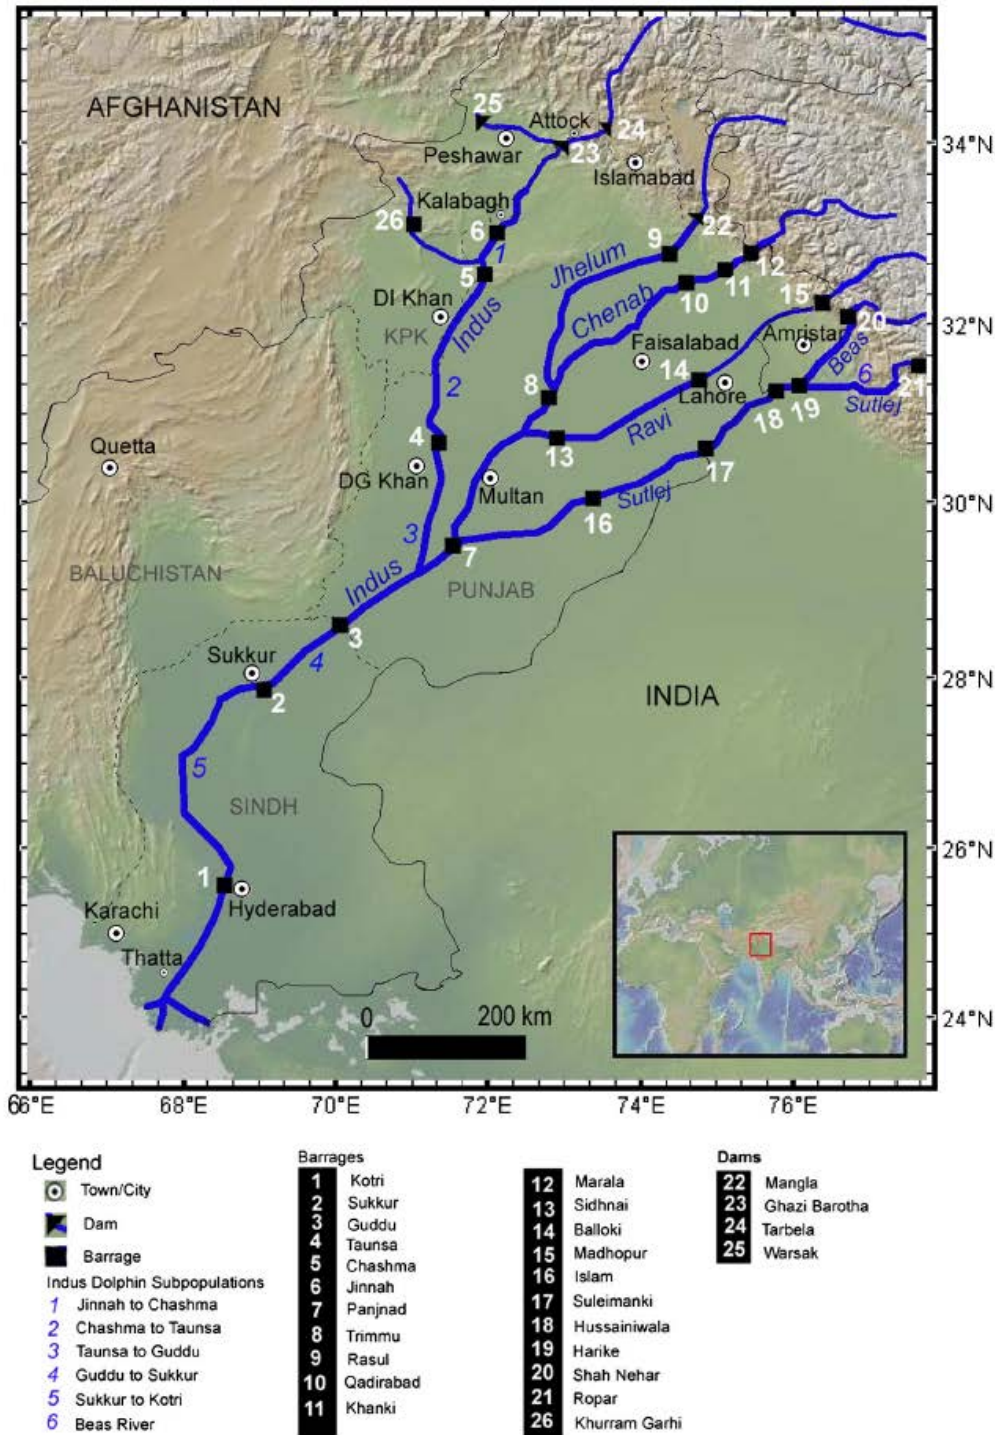 AFGHANISTAN
25
Attock
24
34°N
Peshawar
23
Islamabad
Kalabagh
26
6
1
9
22
12
5
Jhelum
11
DI Khan
Indus
Chenab
10
15
32°N
KPK
Faisalabad
Amristar
20
2
8
14
Beas
6
21
Lahore
18
19
Sutlej
4
Ravi
Quetta
13
17
DG Khan
Multan
Sutlej
30°N
16
3
7
BALUCHISTAN
Indus
PUNJAB
3
Sukkur
4
28°N
2
INDIA
5
SINDH
26°N
1
Karachi
Hyderabad
Thatta
0 200 km
24°N
66°E 68°E 70°E 72°E 74°E 76°E
Legend
Town/City
Dam
Barrage
Indus Dolphin Subpopulations
1 Jinnah to Chashma
2 Chashma to Taunsa
3 Taunsa to Guddu
4 Guddu to Sukkur
5 Sukkur to Kotri
6 Beas River
Barrages
1 Kotri
2 Sukkur
3 Guddu
4 Taunsa
5 Chashma
6 Jinnah
7 Panjnad
8 Trimmu
9 Rasul
10 Qadirabad
11 Khanki
12 Marala
13 Sidhnai
14 Balloki
15 Madhopur
16 Islam
17 Suleimanki
18 Hussainiwala
19 Harike
20 Shah Nehar
21 Ropar
26 Khurram Garhi
Dams
22 Mangla
23 Ghazi Barotha
24 Tarbela
25 Warsak